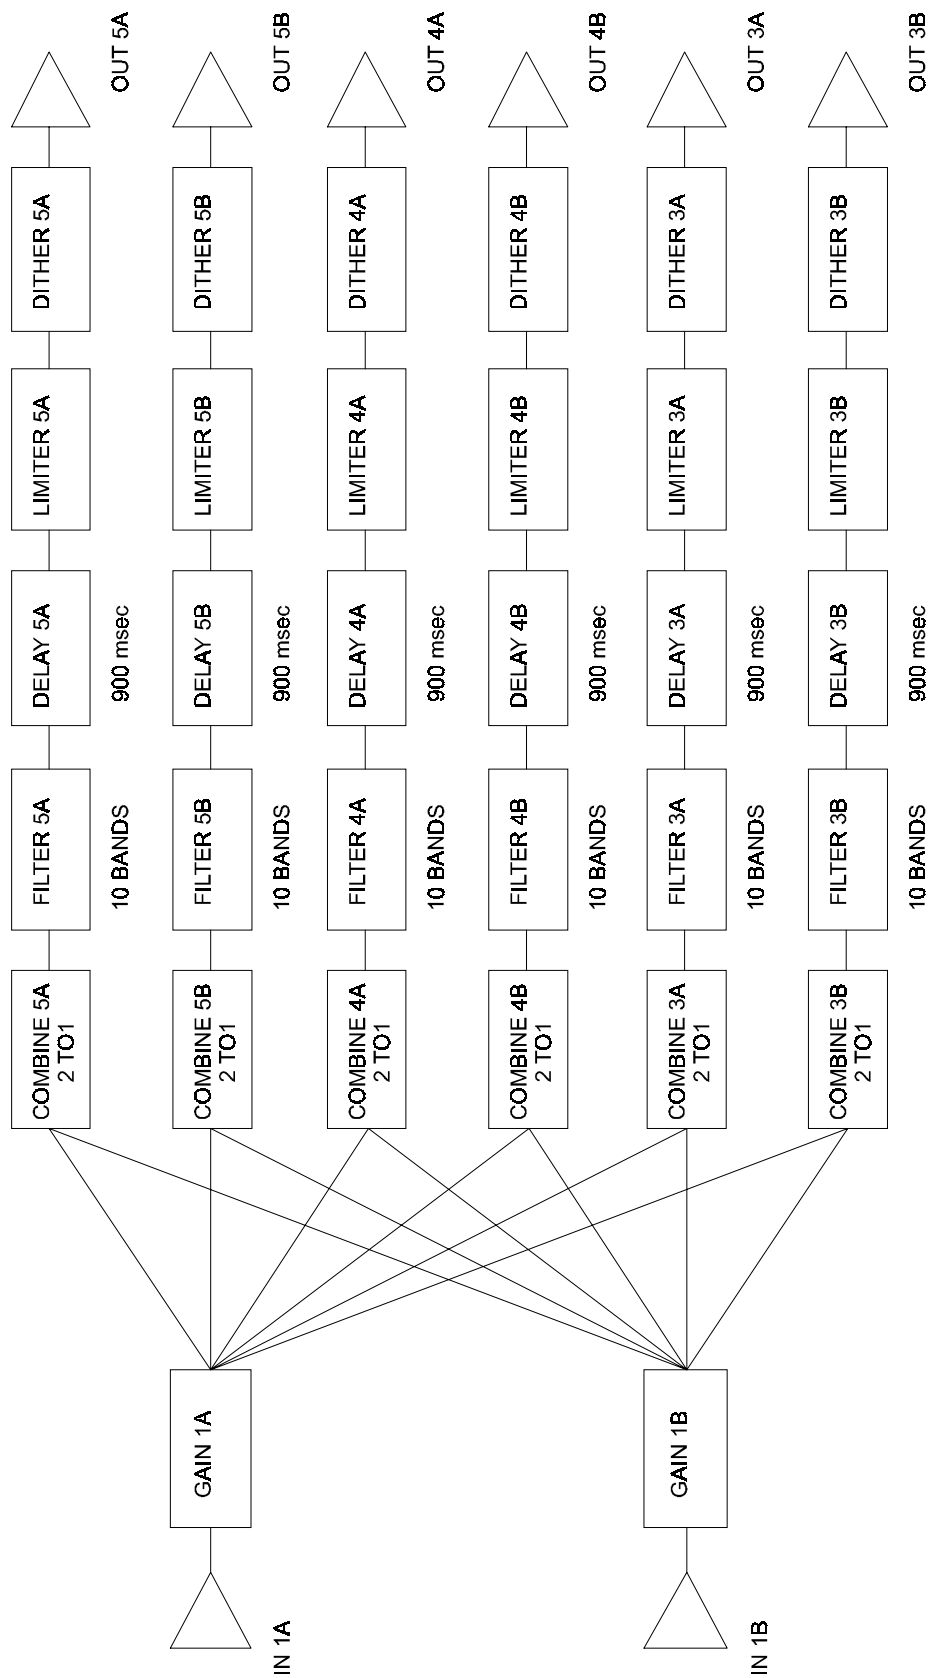 COMBINE 5A
2 TO1
FILTER 5A
DELAY 5A
LIMITER 5A
DITHER 5A
10 BANDS
900 msec
OUT 5A
GAIN 1A
COMBINE 5B
2 TO1
FILTER 5B
DELAY 5B
LIMITER 5B
DITHER 5B
IN 1A
10 BANDS
900 msec
OUT 5B
COMBINE 4A
2 TO1
FILTER 4A
DELAY 4A
LIMITER 4A
DITHER 4A
10 BANDS
900 msec
OUT 4A
COMBINE 4B
2 TO1
FILTER 4B
DELAY 4B
LIMITER 4B
DITHER 4B
10 BANDS
900 msec
OUT 4B
GAIN 1B
COMBINE 3A
2 TO1
FILTER 3A
DELAY 3A
LIMITER 3A
DITHER 3A
IN 1B
10 BANDS
900 msec
OUT 3A
COMBINE 3B
2 TO1
FILTER 3B
DELAY 3B
LIMITER 3B
DITHER 3B
10 BANDS
900 msec
OUT 3B